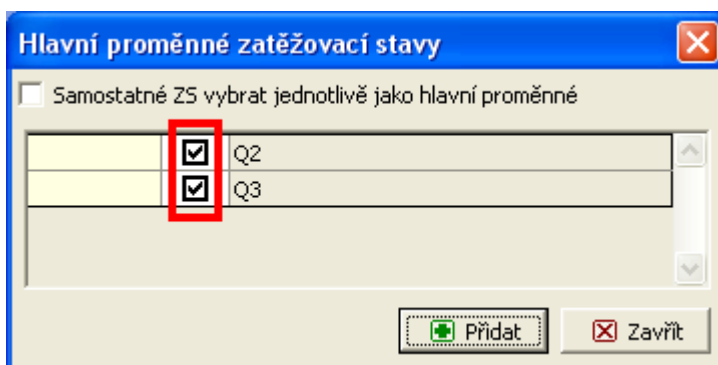 Hlavní proměnné zatěžovací stavy
Samostatné ZS vybrat jednotlivě jako hlavní proměnné
Q2
Q3
Přidat Zavřít